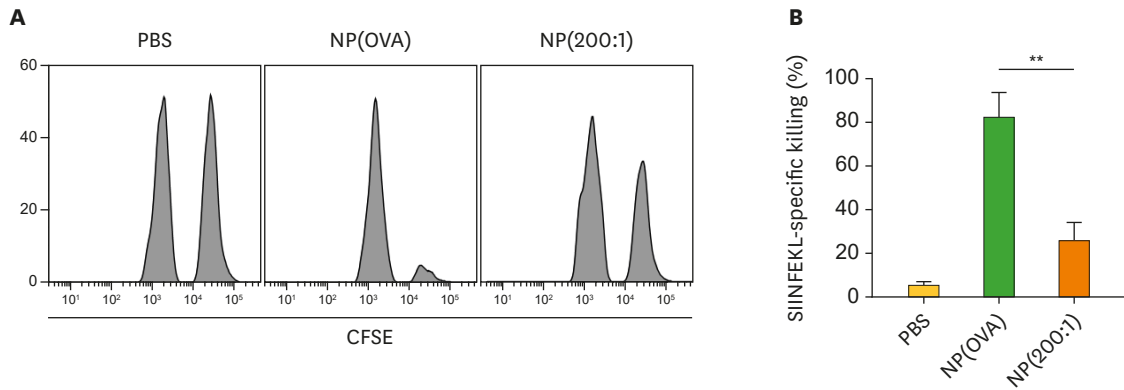 A
PBS
NP(OVA)
NP(200:1)
60
40
20
0
10¹ 10² 10³ 10⁴ 10⁵
10¹ 10² 10³ 10⁴ 10⁵
10¹ 10² 10³ 10⁴ 10⁵
CFSE
B
SIINFEKL-specific killing (%)
100
80
60
40
20
0
**
PBS
NP(OVA)
NP(200:1)